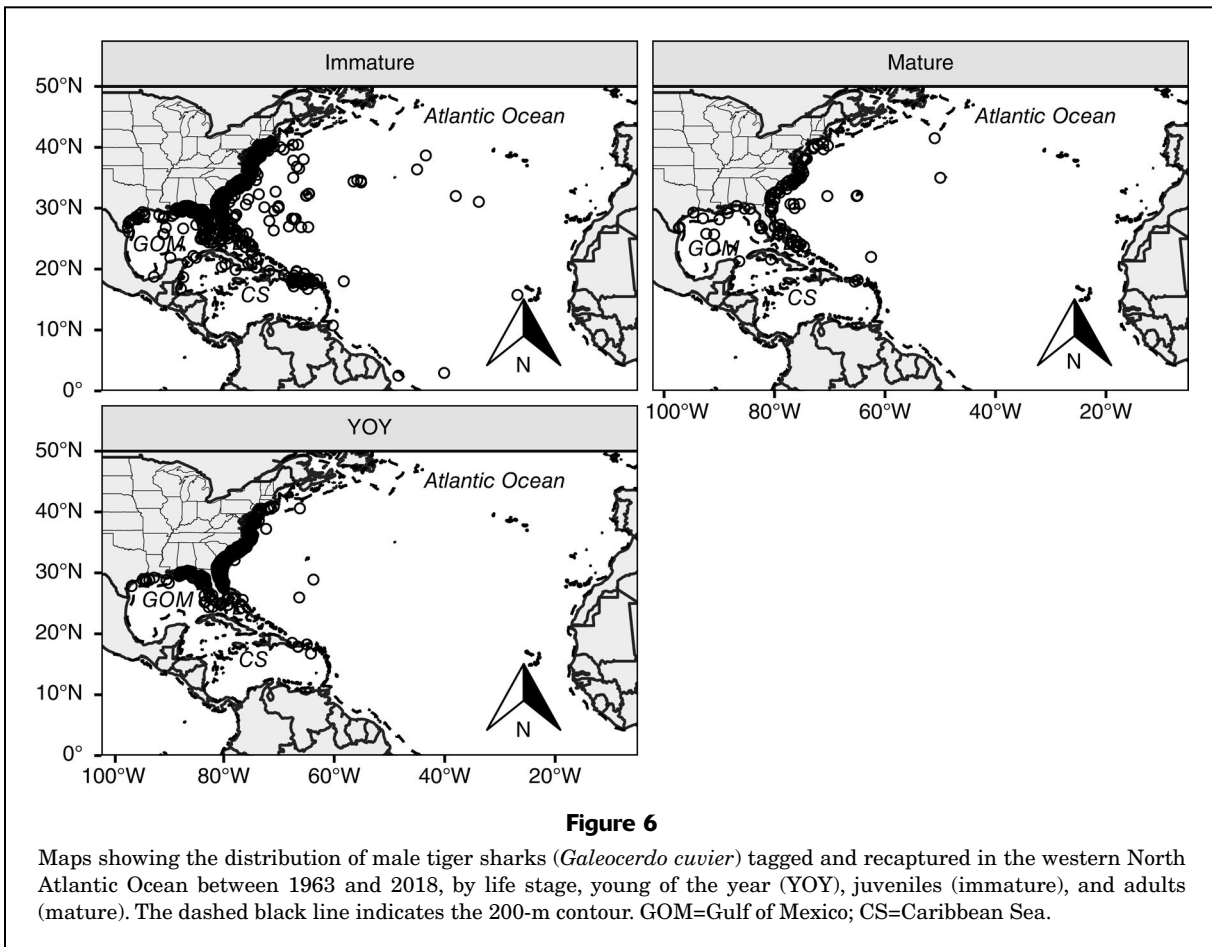 Immature
Mature
50°N
40°N
30°N
20°N
10°N
0°
Atlantic Ocean
GOM
CS
N
Atlantic Ocean
GOM
CS
N
100°W 80°W 60°W 40°W 20°W
YOY
50°N
40°N
30°N
20°N
10°N
0°
Atlantic Ocean
GOM
CS
N
100°W 80°W 60°W 40°W 20°W
Figure 6
Maps showing the distribution of male tiger sharks (Galeocerdo cuvier) tagged and recaptured in the western North
Atlantic Ocean between 1963 and 2018, by life stage, young of the year (YOY), juveniles (immature), and adults
(mature). The dashed black line indicates the 200-m contour. GOM=Gulf of Mexico; CS=Caribbean Sea.